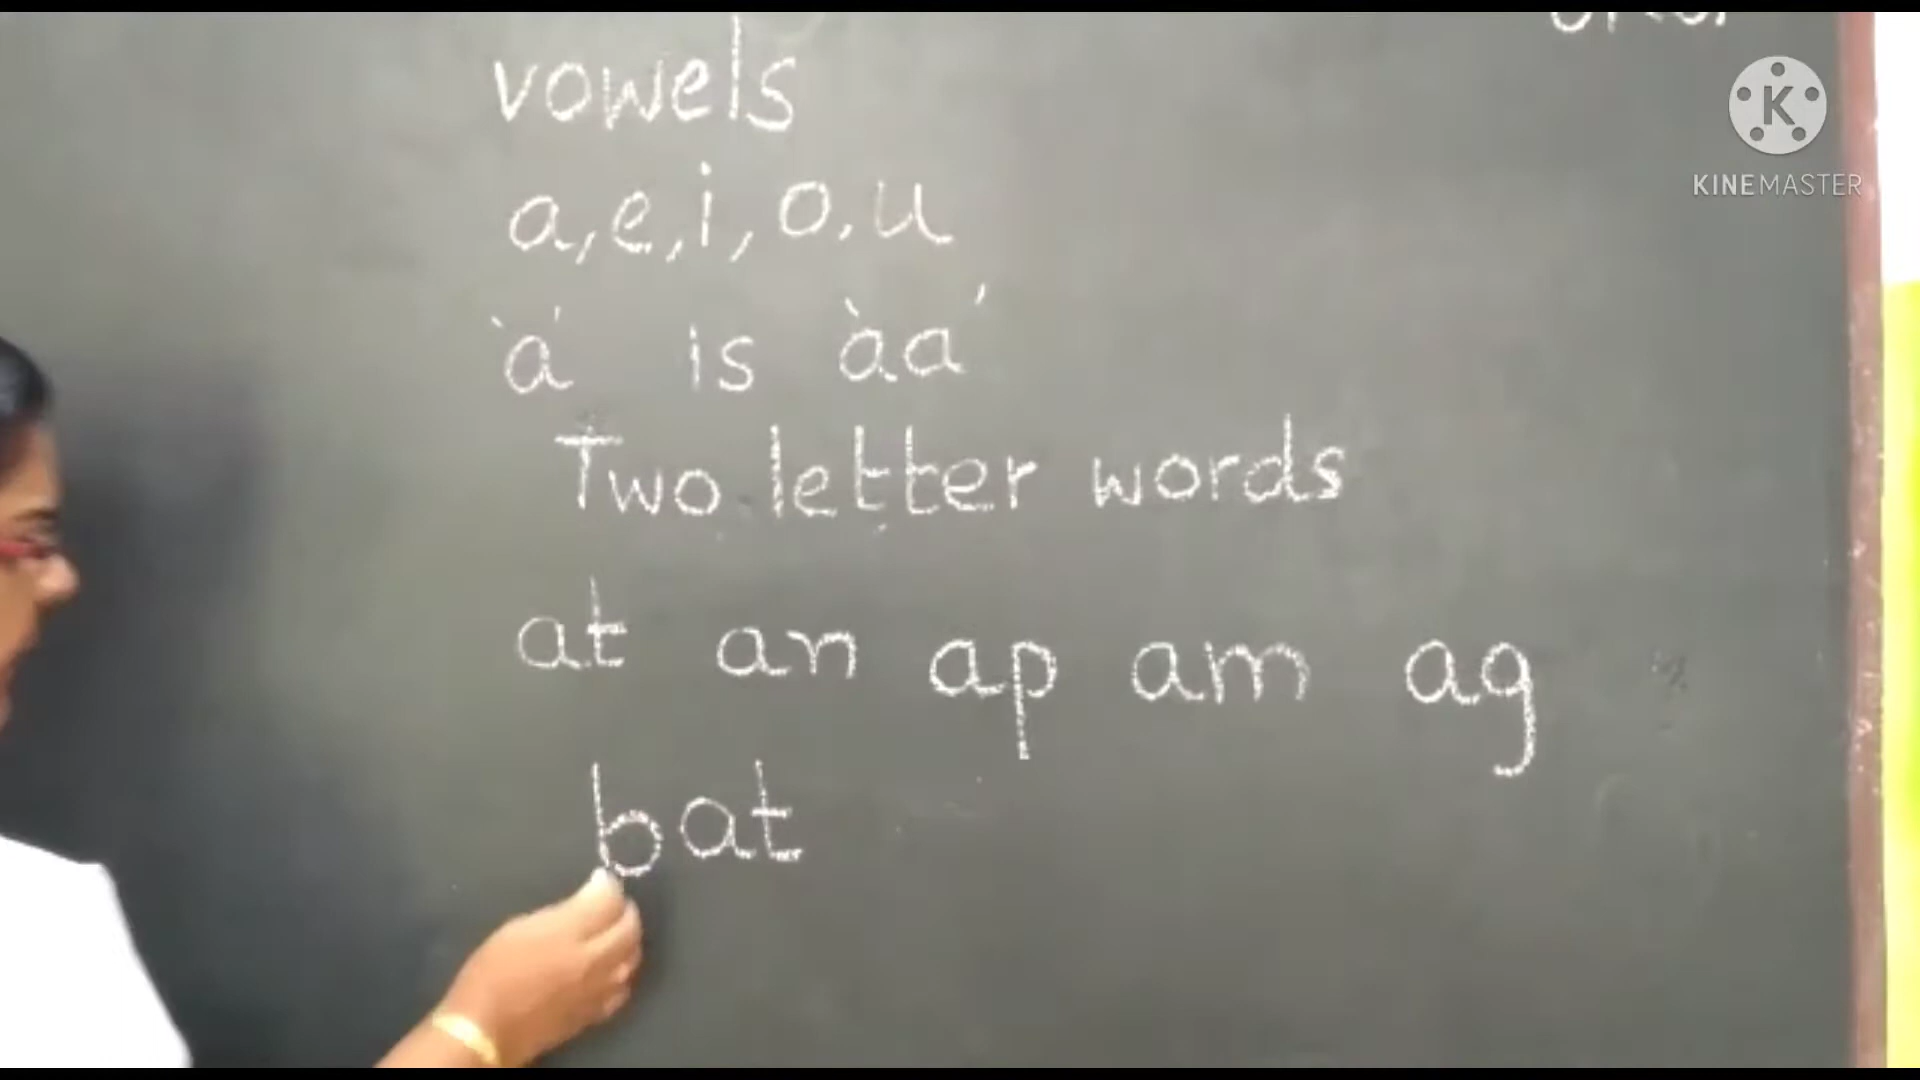 vowels
a, e, i, o, u
'a' is 'aa'
Two letter words
at an ap am ag
bat
K
KINEMASTER